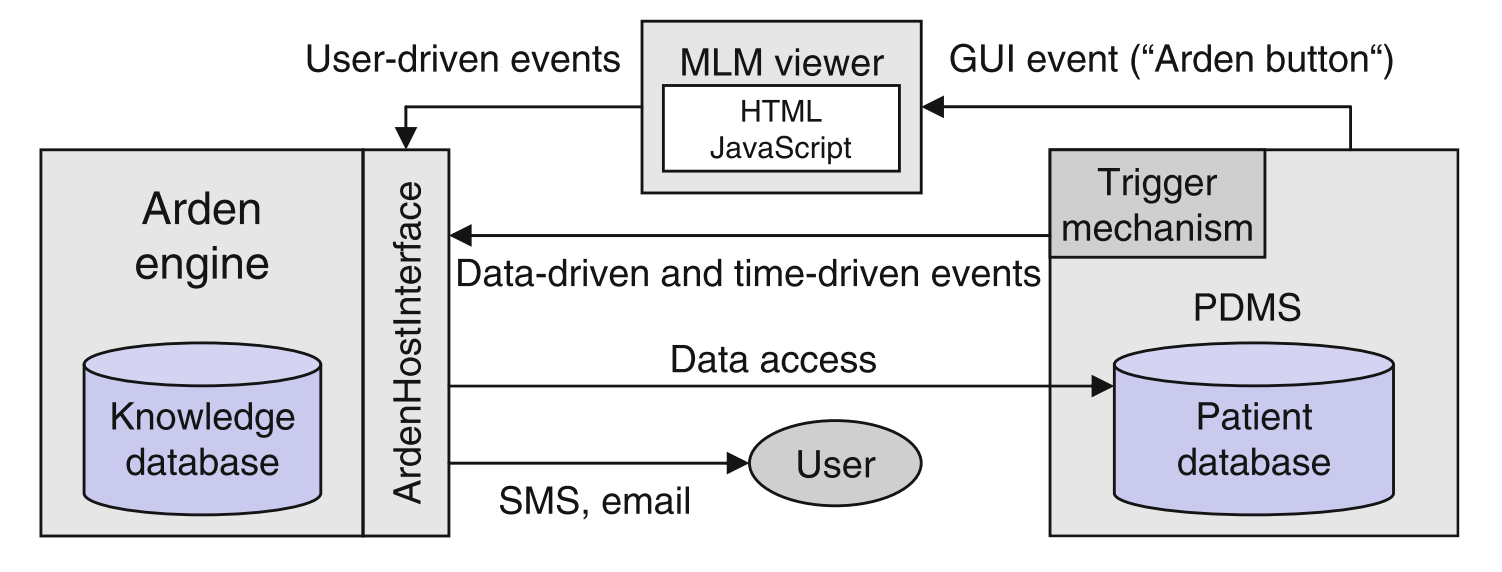 User-driven events
MLM viewer
GUI event (“Arden button“)
HTML
JavaScript
Arden
engine
ArdenHostInterface
Trigger
mechanism
Data-driven and time-driven events
PDMS
Data access
Knowledge
database
Patient
database
User
SMS, email